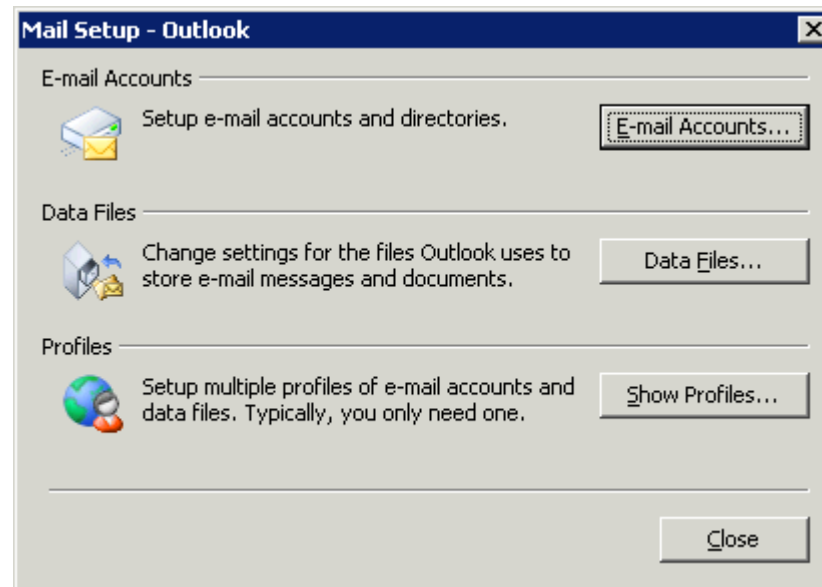 Mail Setup - Outlook
E-mail Accounts
Setup e-mail accounts and directories.
E-mail Accounts...
Data Files
Change settings for the files Outlook uses to
store e-mail messages and documents.
Data Files...
Profiles
Setup multiple profiles of e-mail accounts and
data files. Typically, you only need one.
Show Profiles...
Close